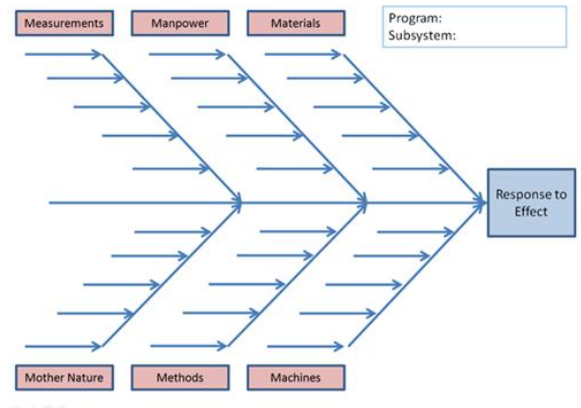 Measurements
Manpower
Materials
Program:
Subsystem:
Response to
Effect
Mother Nature
Methods
Machines